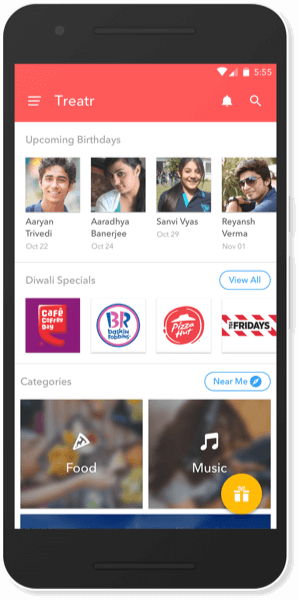 5:55
Treatr
Upcoming Birthdays
Aaryan
Trivedi
Oct 22
Aaradhya
Banerjee
Oct 24
Sanvi Vyas
Oct 29
Reyansh
Verma
Nov 01
Diwali Specials
View All
Café
Coffee
Day
BR
baskin
robbins
Pizza
Hut
FRIDAYS
Categories
Near Me
Food
Music